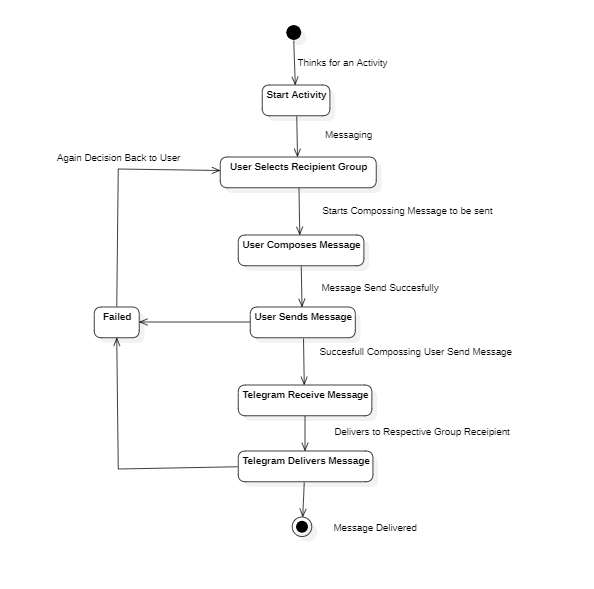 Thinks for an Activity
Start Activity
Messaging
Again Decision Back to User
User Selects Recipient Group
Starts Compossing Message to be sent
User Composes Message
Message Send Succesfully
Failed
User Sends Message
Succesfull Compossing User Send Message
Telegram Receive Message
Delivers to Respective Group Receipient
Telegram Delivers Message
Message Delivered